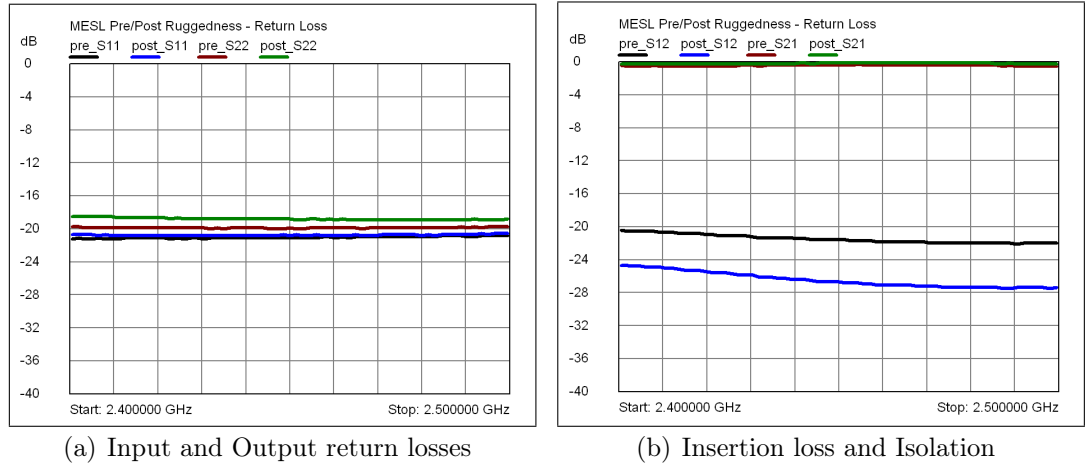 MESL Pre/Post Ruggedness - Return Loss
dB
pre_S11 post_S11 pre_S22 post_S22
0
-4
-8
-12
-16
-20
-24
-28
-32
-36
-40
Start: 2.400000 GHz Stop: 2.500000 GHz
(a) Input and Output return losses
MESL Pre/Post Ruggedness - Return Loss
dB
pre_S12 post_S12 pre_S21 post_S21
0
-4
-8
-12
-16
-20
-24
-28
-32
-36
-40
Start: 2.400000 GHz Stop: 2.500000 GHz
(b) Insertion loss and Isolation